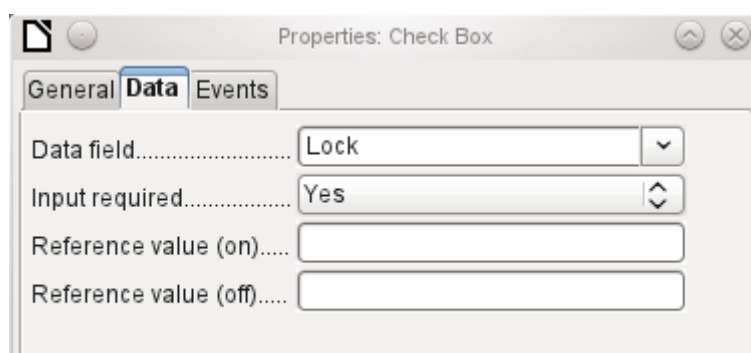 Properties: Check Box
General Data Events
Data field.......................... Lock
Input required.................. Yes
Reference value (on).....
Reference value (off).....